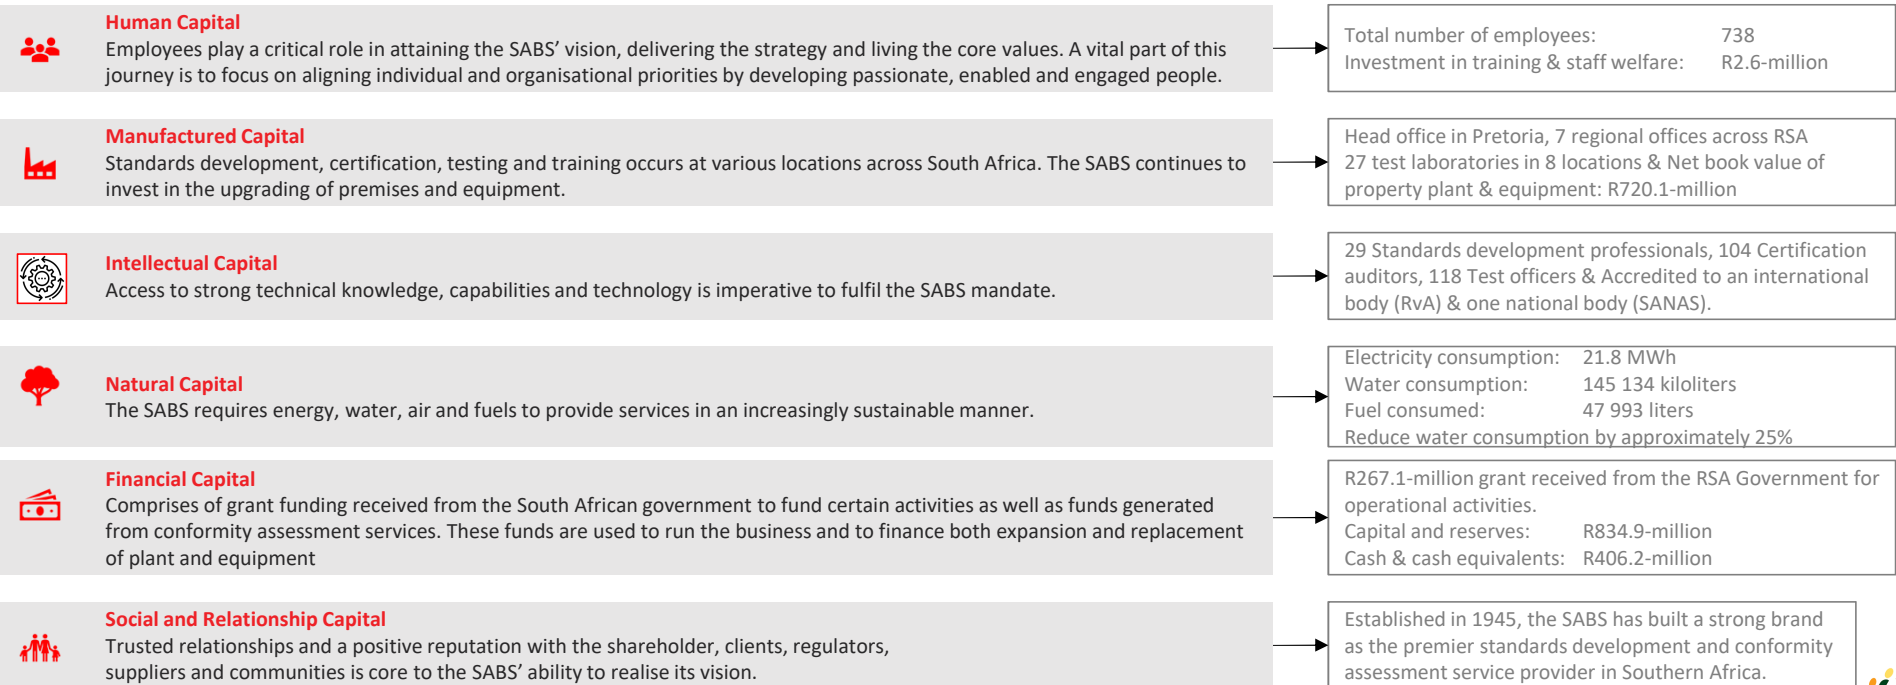 Human Capital
Employees play a critical role in attaining the SABS’ vision, delivering the strategy and living the core values. A vital part of this
journey is to focus on aligning individual and organisational priorities by developing passionate, enabled and engaged people.
Total number of employees: 738
Investment in training & staff welfare: R2.6-million
Manufactured Capital
Standards development, certification, testing and training occurs at various locations across South Africa. The SABS continues to
invest in the upgrading of premises and equipment.
Head office in Pretoria, 7 regional offices across RSA
27 test laboratories in 8 locations & Net book value of
property plant & equipment: R720.1-million
Intellectual Capital
Access to strong technical knowledge, capabilities and technology is imperative to fulfil the SABS mandate.
29 Standards development professionals, 104 Certification
auditors, 118 Test officers & Accredited to an international
body (RvA) & one national body (SANAS).
Natural Capital
The SABS requires energy, water, air and fuels to provide services in an increasingly sustainable manner.
Electricity consumption: 21.8 MWh
Water consumption: 145 134 kiloliters
Fuel consumed: 47 993 liters
Reduce water consumption by approximately 25%
Financial Capital
Comprises of grant funding received from the South African government to fund certain activities as well as funds generated
from conformity assessment services. These funds are used to run the business and to finance both expansion and replacement
of plant and equipment
R267.1-million grant received from the RSA Government for
operational activities.
Capital and reserves: R834.9-million
Cash & cash equivalents: R406.2-million
Social and Relationship Capital
Trusted relationships and a positive reputation with the shareholder, clients, regulators,
suppliers and communities is core to the SABS’ ability to realise its vision.
Established in 1945, the SABS has built a strong brand
as the premier standards development and conformity
assessment service provider in Southern Africa.